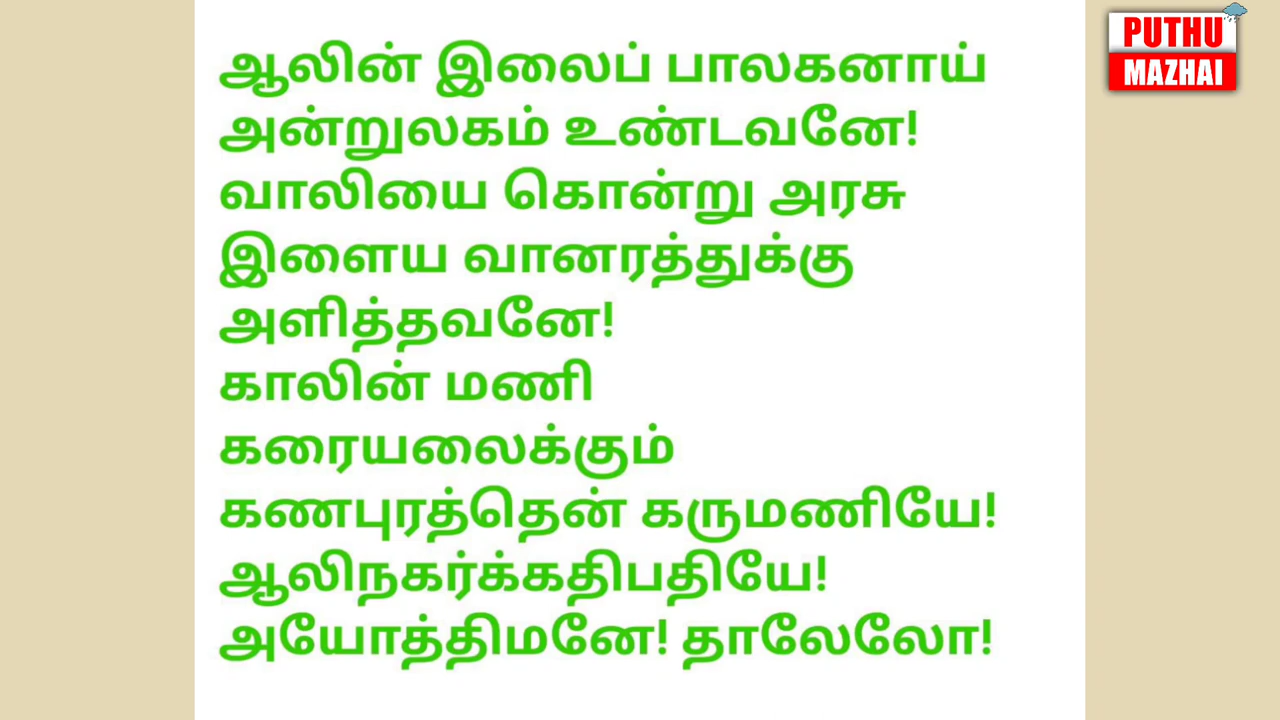 ஆலின் இலைப் பாலகனாய்
அன்றுலகம் உண்டவனே!
வாலியை கொன்று அரசு
இளைய வானரத்துக்கு
அளித்தவனே!
காலின் மணி
கரையலைக்கும்
கணபுரத்தென் கருமணியே!
ஆலிநகர்க்கதிபதியே!
அயோத்திமனே! தாலேலோ!
PUTHU
MAZHAI